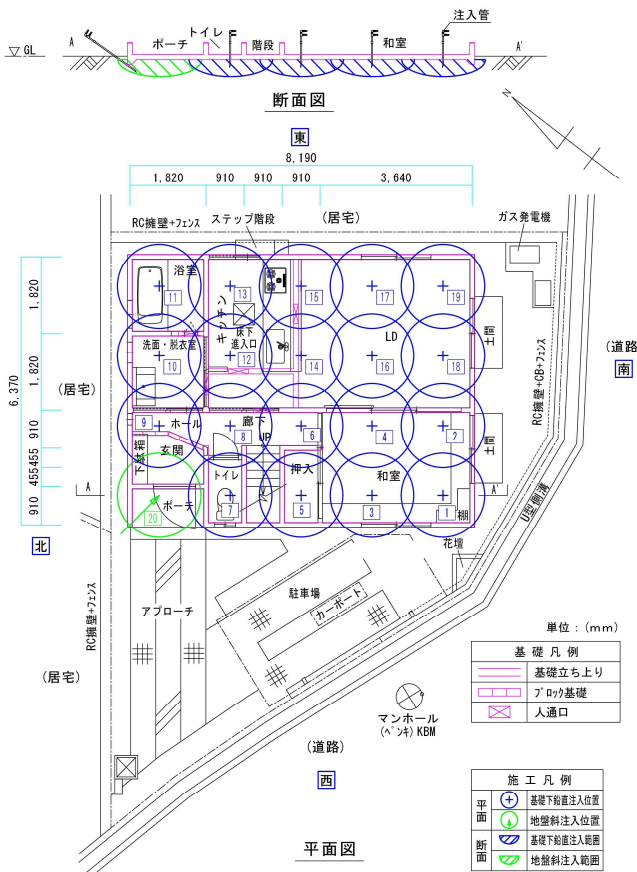 注入管
トイレ
ポーチ
階段
和室
GL
A
A'
断面図
N
東
8,190
1,820 910 910 910 3,640
RC擁壁+フェンス
ステップ階段
(居宅)
ガス発電機
浴室
11
13
15
17
19
キッチン
床下
進入口
洗面・脱衣室
LD
土間
10
12
14
16
18
(道路)
南
RC擁壁+CB+フェンス
6,370
1,820
1,820
910
455
455
910
(居宅)
9
ホール
廊下
8
UP
6
4
2
土間
下駄箱
玄関
トイレ
押入
和室
A
A'
ポーチ
20
7
5
3
1
棚
U型側溝
北
花壇
RC擁壁+フェンス
アプローチ
駐車場
カーポート
(居宅)
マンホール
(ペンキ) KBM
(道路)
西
平面図
単位:(mm)
基礎凡例
基礎立ち上り
ブロック基礎
人通口
施工凡例
平面
基礎下鉛直注入位置
地盤斜注入位置
断面
基礎下鉛直注入範囲
地盤斜注入範囲